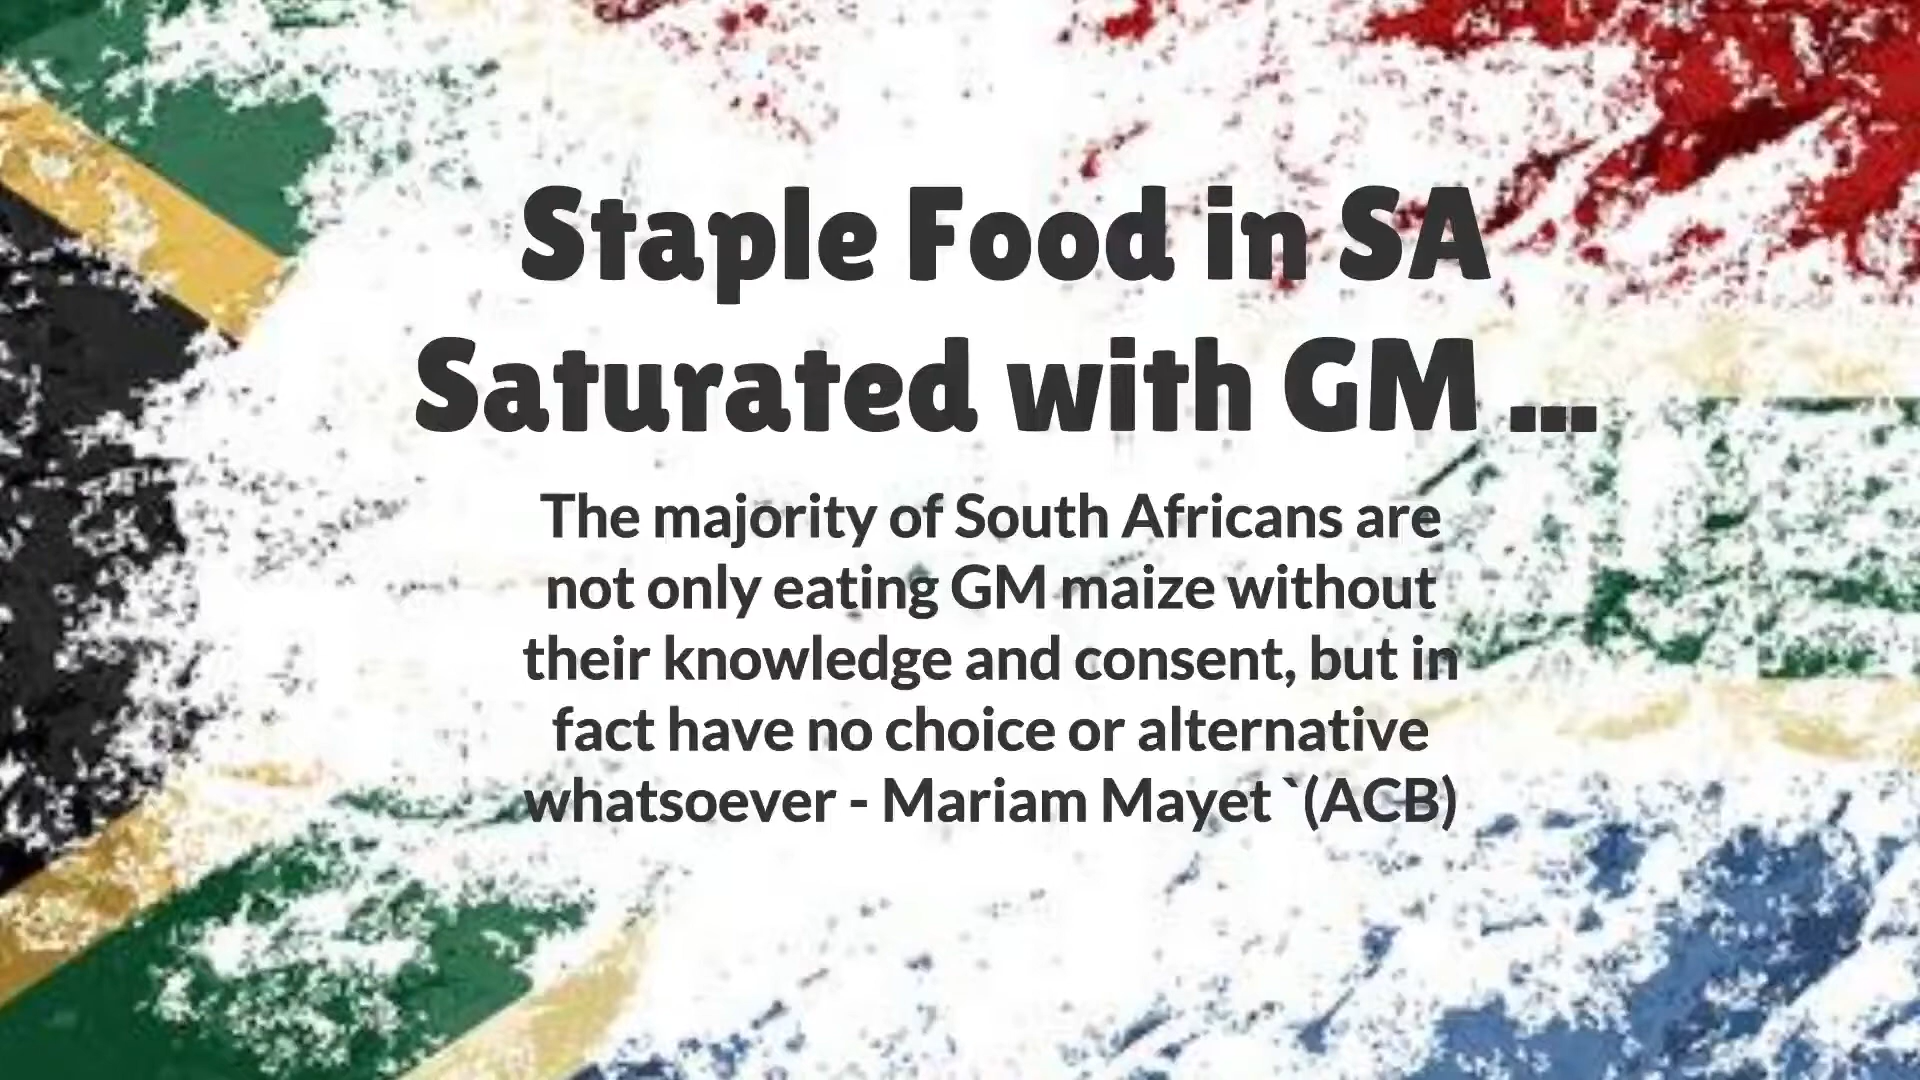 Staple Food in SA
Saturated with GM ...
The majority of South Africans are
not only eating GM maize without
their knowledge and consent, but in
fact have no choice or alternative
whatsoever - Mariam Mayet `(ACB)